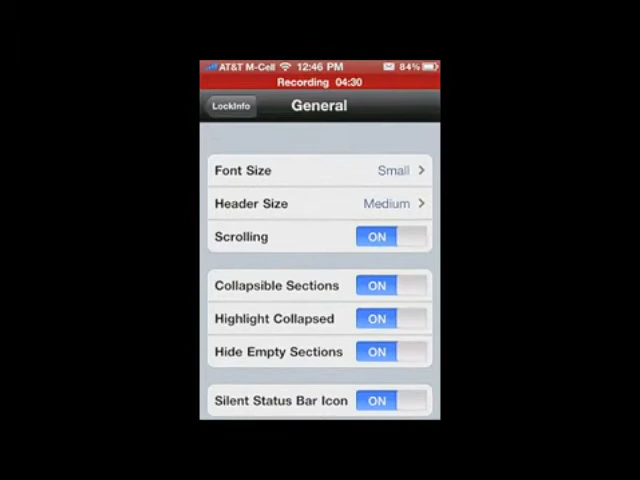 AT&T M-Cell 12:46 PM 84%
Recording 04:30
LockInfo General
Font Size Small
Header Size Medium
Scrolling ON
Collapsible Sections ON
Highlight Collapsed ON
Hide Empty Sections ON
Silent Status Bar Icon ON